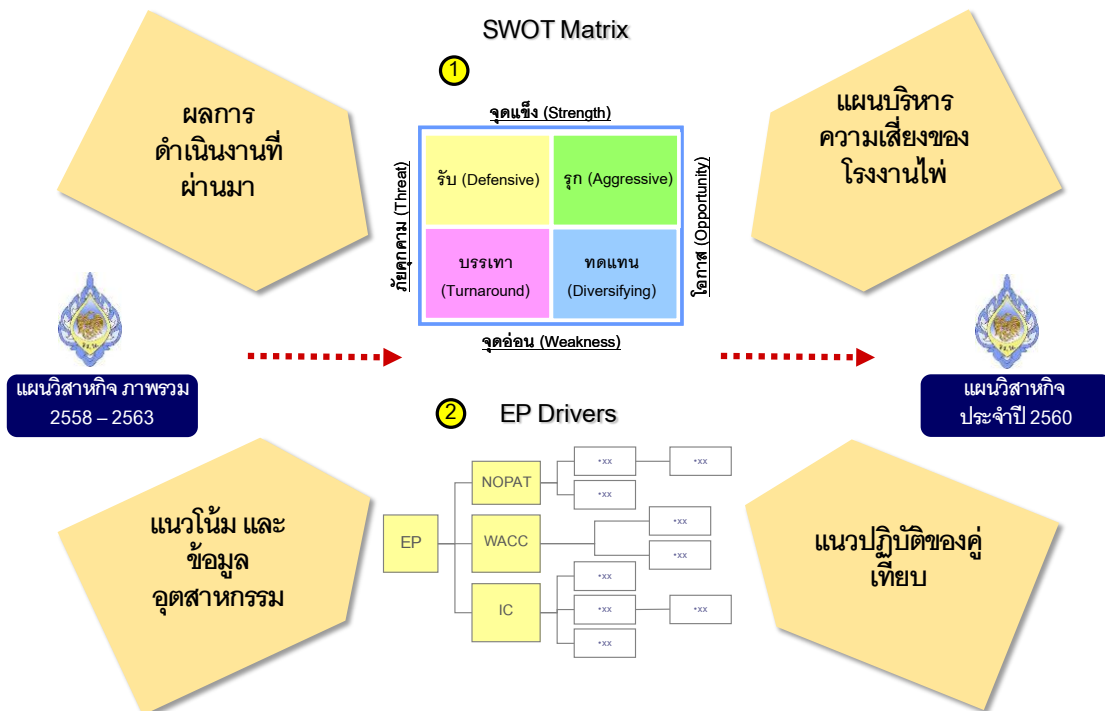 SWOT Matrix
1
ผลการ
ดำเนินงานที่
ผ่านมา
แผนบริหาร
ความเสี่ยงของ
โรงงานไพ่
จุดแข็ง (Strength)
ภัยคุกคาม (Threat)
รับ (Defensive)
รุก (Aggressive)
โอกาส (Opportunity)
บรรเทา
(Turnaround)
ทดแทน
(Diversifying)
จุดอ่อน (Weakness)
แผนวิสาหกิจ ภาพรวม
2558 – 2563
แผนวิสาหกิจ
ประจำปี 2560
2
EP Drivers
แนวโน้ม และ
ข้อมูล
อุตสาหกรรม
EP
NOPAT
•xx
•xx
•xx
WACC
•xx
•xx
IC
•xx
•xx
•xx
•xx
แนวปฏิบัติของคู่
เทียบ